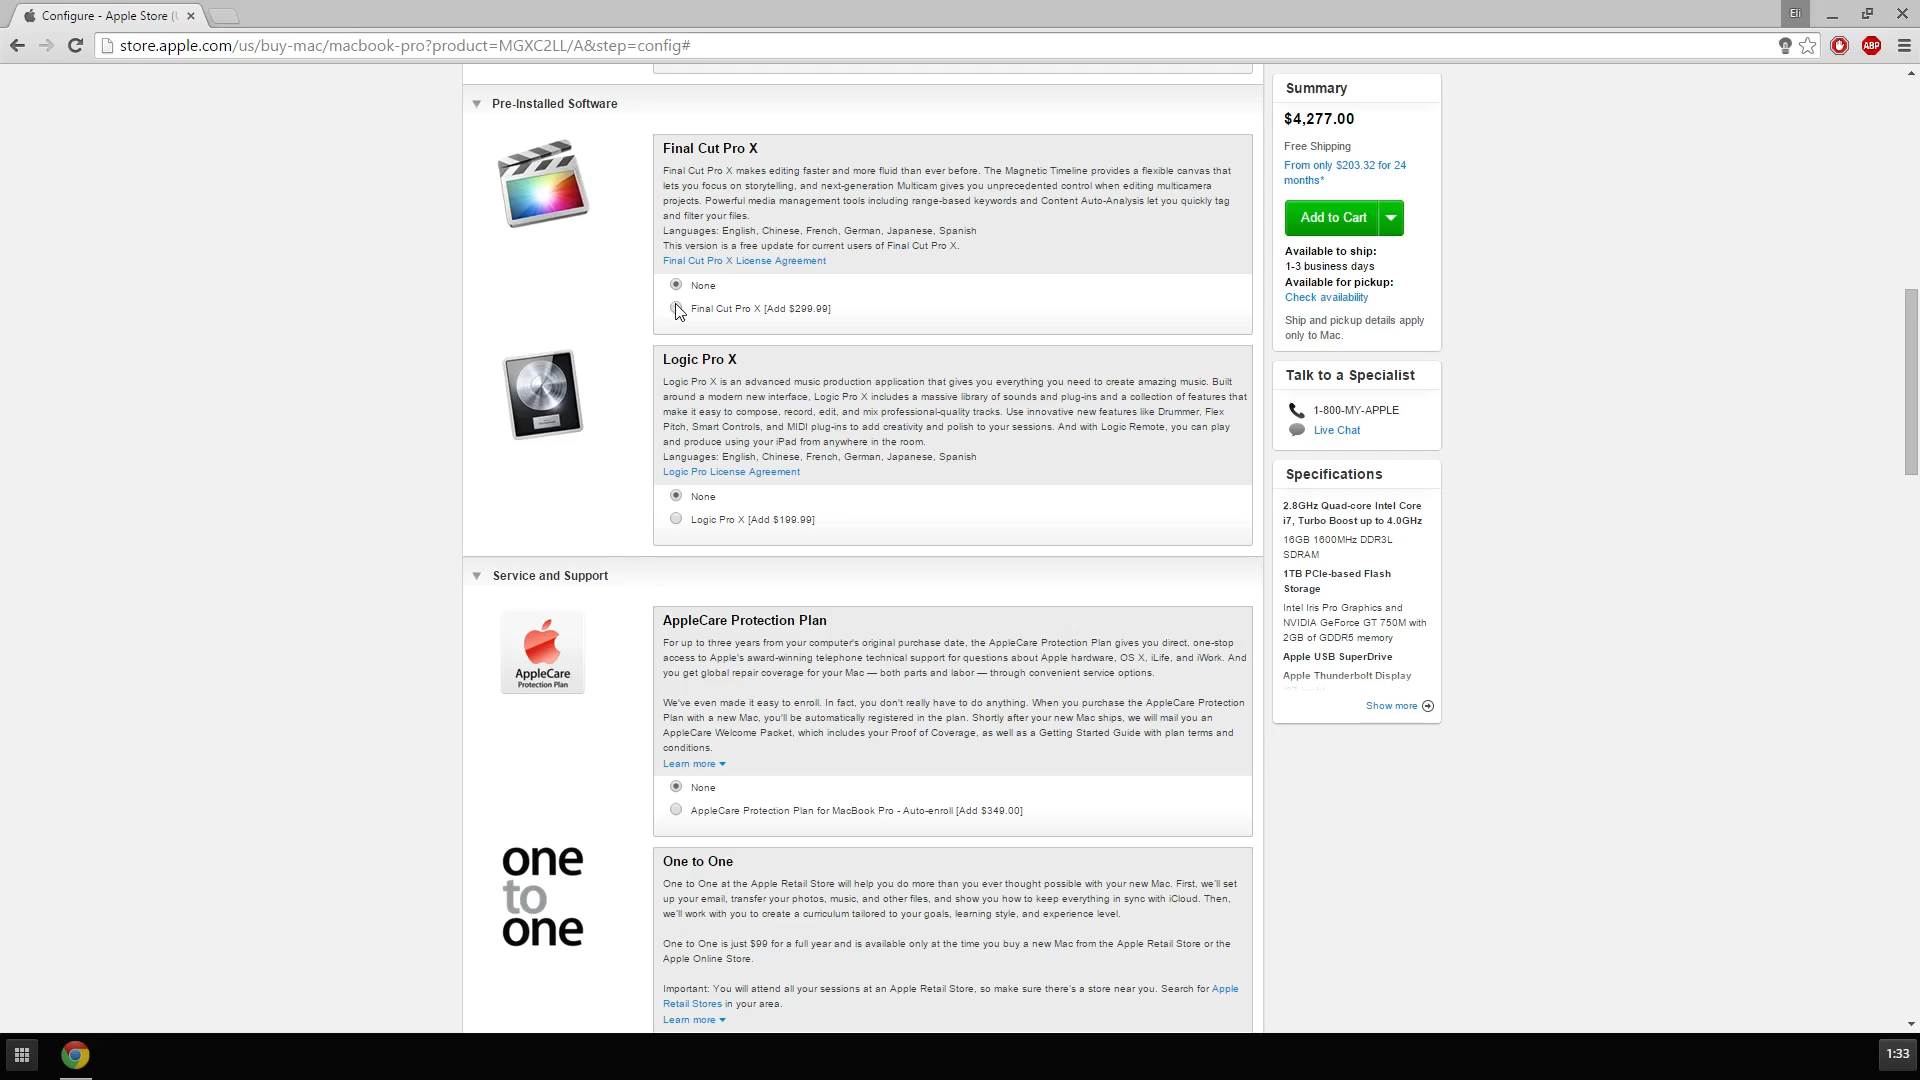 Configure - Apple Store (
Eli
store.apple.com/us/buy-mac/macbook-pro?product=MGXC2LL/A&step=config#
ABP
Pre-Installed Software
Final Cut Pro X
Final Cut Pro X makes editing faster and more fluid than ever before. The Magnetic Timeline provides a flexible canvas that
lets you focus on storytelling, and next-generation Multicam gives you unprecedented control when editing multicamera
projects. Powerful media management tools including range-based keywords and Content Auto-Analysis let you quickly tag
and filter your files.
Languages: English, Chinese, French, German, Japanese, Spanish
This version is a free update for current users of Final Cut Pro X.
Final Cut Pro X License Agreement
None
Final Cut Pro X [Add $299.99]
Logic Pro X
Logic Pro X is an advanced music production application that gives you everything you need to create amazing music. Built
around a modern new interface, Logic Pro X includes a massive library of sounds and plug-ins and a collection of features that
make it easy to compose, record, edit, and mix professional-quality tracks. Use innovative new features like Drummer, Flex
Pitch, Smart Controls, and MIDI plug-ins to add creativity and polish to your sessions. And with Logic Remote, you can play
and produce using your iPad from anywhere in the room.
Languages: English, Chinese, French, German, Japanese, Spanish
Logic Pro License Agreement
None
Logic Pro X [Add $199.99]
Service and Support
AppleCare
Protection Plan
AppleCare Protection Plan
For up to three years from your computer's original purchase date, the AppleCare Protection Plan gives you direct, one-stop
access to Apple's award-winning telephone technical support for questions about Apple hardware, OS X, iLife, and iWork. And
you get global repair coverage for your Mac — both parts and labor — through convenient service options.
We've even made it easy to enroll. In fact, you don't really have to do anything. When you purchase the AppleCare Protection
Plan with a new Mac, you'll be automatically registered in the plan. Shortly after your new Mac ships, we will mail you an
AppleCare Welcome Packet, which includes your Proof of Coverage, as well as a Getting Started Guide with plan terms and
conditions.
Learn more
None
AppleCare Protection Plan for MacBook Pro - Auto-enroll [Add $349.00]
one
to
one
One to One
One to One at the Apple Retail Store will help you do more than you ever thought possible with your new Mac. First, we'll set
up your email, transfer your photos, music, and other files, and show you how to keep everything in sync with iCloud. Then,
we'll work with you to create a curriculum tailored to your goals, learning style, and experience level.
One to One is just $99 for a full year and is available only at the time you buy a new Mac from the Apple Retail Store or the
Apple Online Store.
Important: You will attend all your sessions at an Apple Retail Store, so make sure there's a store near you. Search for Apple
Retail Stores in your area.
Learn more
Summary
$4,277.00
Free Shipping
From only $203.32 for 24
months*
Add to Cart
Available to ship:
1-3 business days
Available for pickup:
Check availability
Ship and pickup details apply
only to Mac.
Talk to a Specialist
1-800-MY-APPLE
Live Chat
Specifications
2.8GHz Quad-core Intel Core
i7, Turbo Boost up to 4.0GHz
16GB 1600MHz DDR3L
SDRAM
1TB PCIe-based Flash
Storage
Intel Iris Pro Graphics and
NVIDIA GeForce GT 750M with
2GB of GDDR5 memory
Apple USB SuperDrive
Apple Thunderbolt Display
Show more
1:33